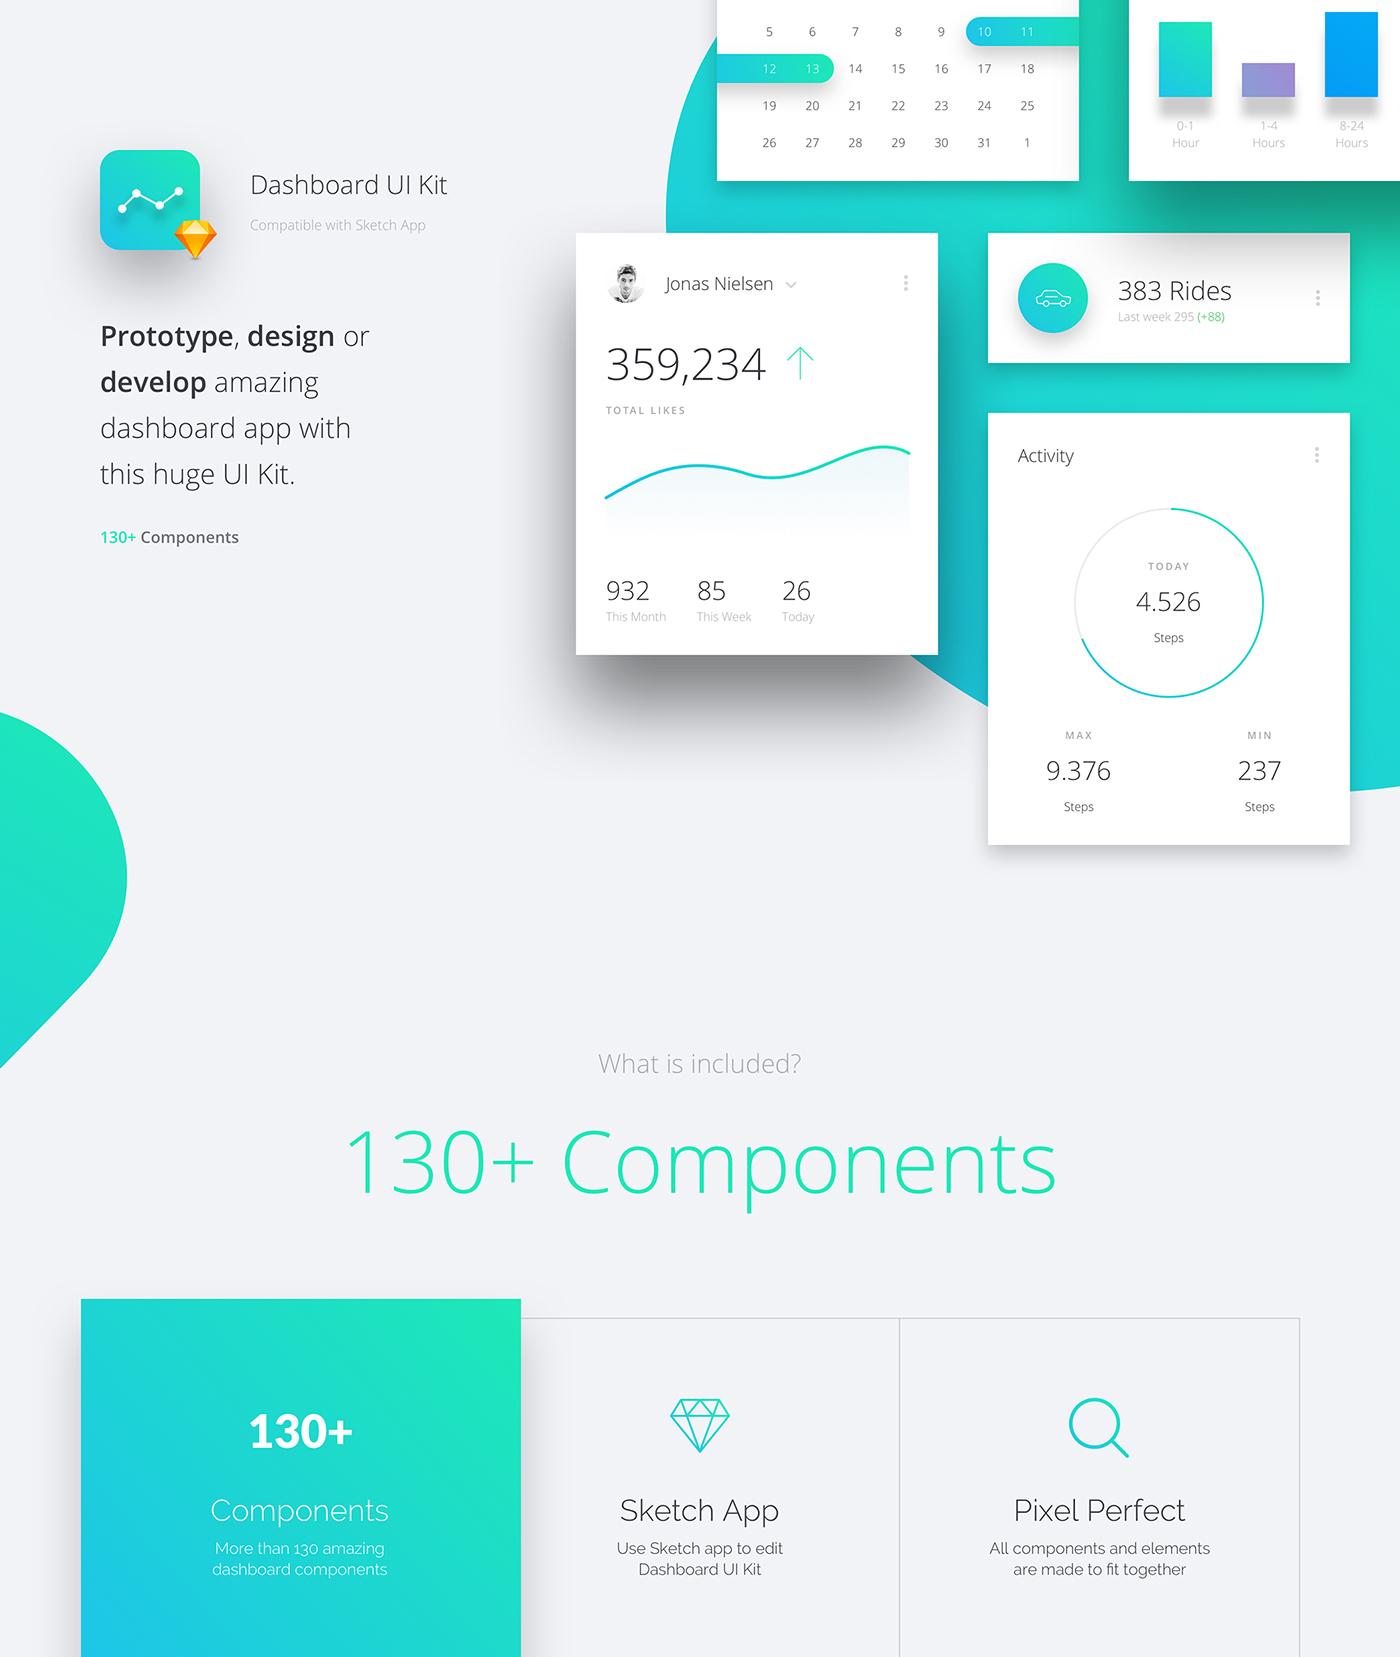 5 6 7 8 9 10 11
12 13 14 15 16 17 18
19 20 21 22 23 24 25
26 27 28 29 30 31 1
0-1 1-4 8-24
Hour Hours Hours
Dashboard UI Kit
Compatible with Sketch App
Prototype, design or
develop amazing
dashboard app with
this huge UI Kit.
130+ Components
Jonas Nielsen
359,234
TOTAL LIKES
932 85 26
This Month This Week Today
383 Rides
Last week 295 (+88)
Activity
TODAY
4.526
Steps
MAX MIN
9.376 237
Steps Steps
What is included?
130+ Components
130+
Components
More than 130 amazing
dashboard components
Sketch App
Use Sketch app to edit
Dashboard UI Kit
Pixel Perfect
All components and elements
are made to fit together